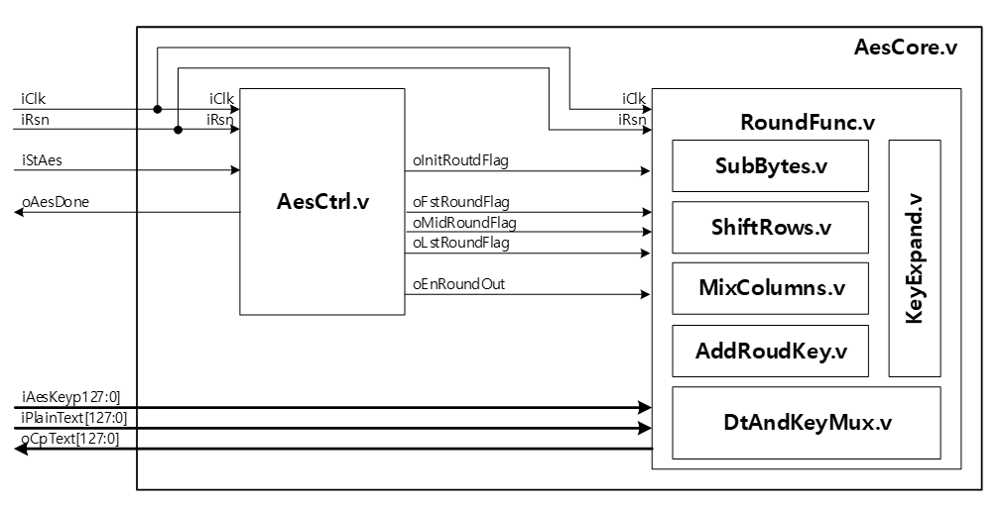 AesCore.v
iClk
iRsn
iStAes
oAesDone
iClk
iRsn
AesCtrl.v
oInitRoutdFlag
oFstRoundFlag
oMidRoundFlag
oLstRoundFlag
oEnRoundOut
iClk
iRsn
RoundFunc.v
SubBytes.v
ShiftRows.v
MixColumns.v
AddRoudKey.v
KeyExpand.v
DtAndKeyMux.v
iAesKeyp127:0]
iPlainText[127:0]
oCpText[127:0]